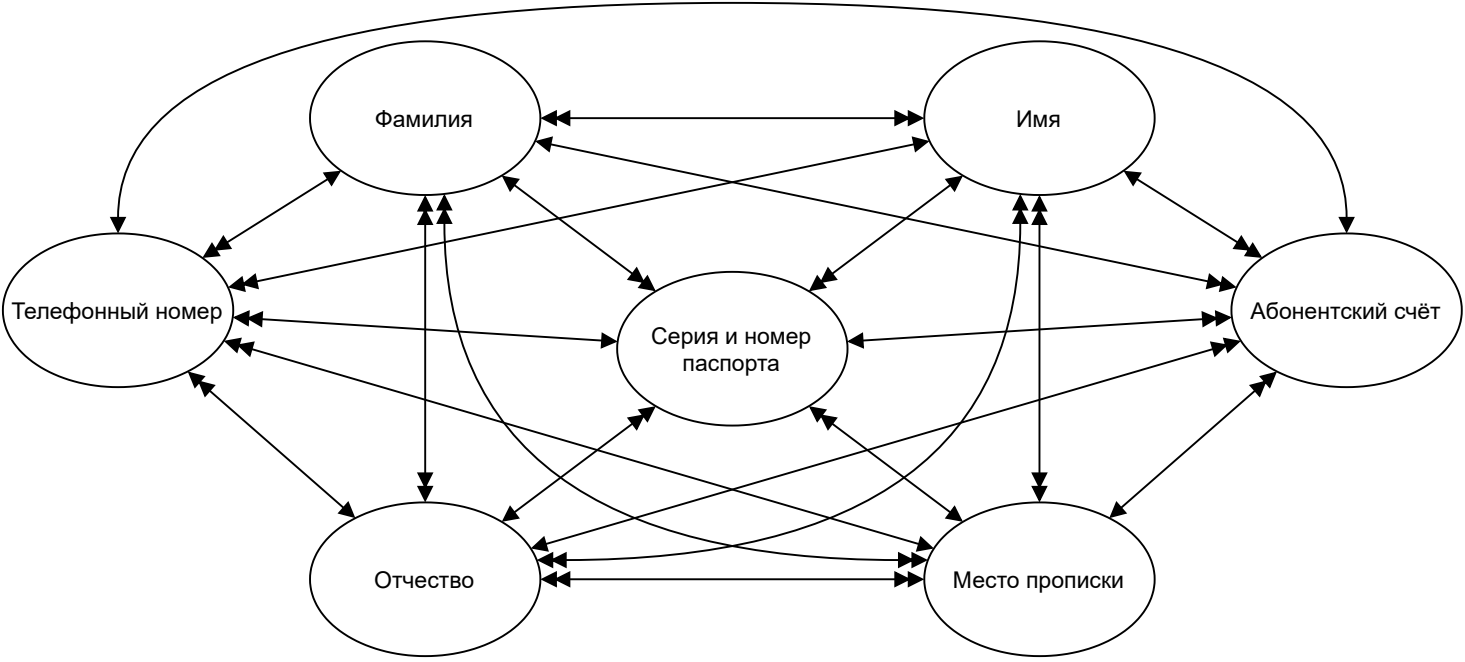 Фамилия
Имя
Телефонный номер
Абонентский счёт
Серия и номер
паспорта
Отчество
Место прописки